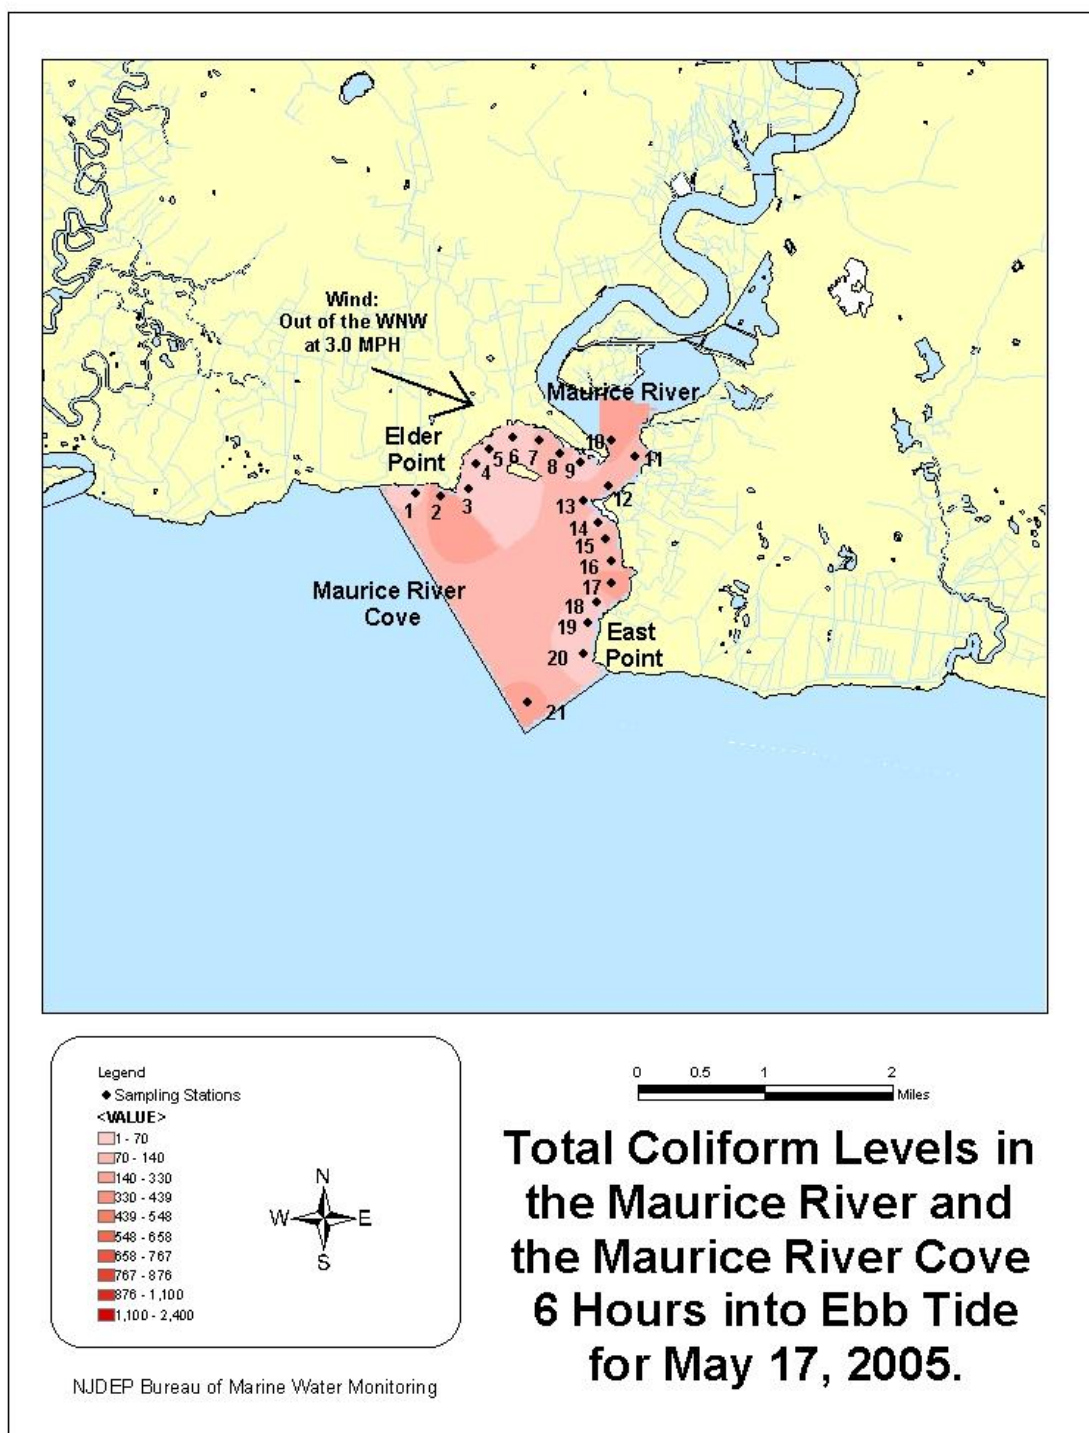 Wind:
Out of the WNW
at 3.0 MPH
Maurice River
Elder
Point
1
2
3
4
5
6
7
8
9
10
11
12
13
14
15
16
17
18
19
20
21
Maurice River
Cove
East
Point
Legend
Sampling Stations
<VALUE>
1 - 70
70 - 140
140 - 330
330 - 439
439 - 548
548 - 658
658 - 767
767 - 876
876 - 1,100
1,100 - 2,400
N
W E
S
0 0.5 1 2
Miles
Total Coliform Levels in
the Maurice River and
the Maurice River Cove
6 Hours into Ebb Tide
for May 17, 2005.
NJDEP Bureau of Marine Water Monitoring